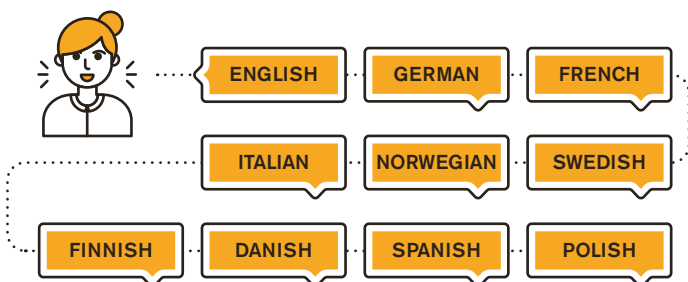 ENGLISH GERMAN FRENCH
ITALIAN NORWEGIAN SWEDISH
FINNISH DANISH SPANISH POLISH